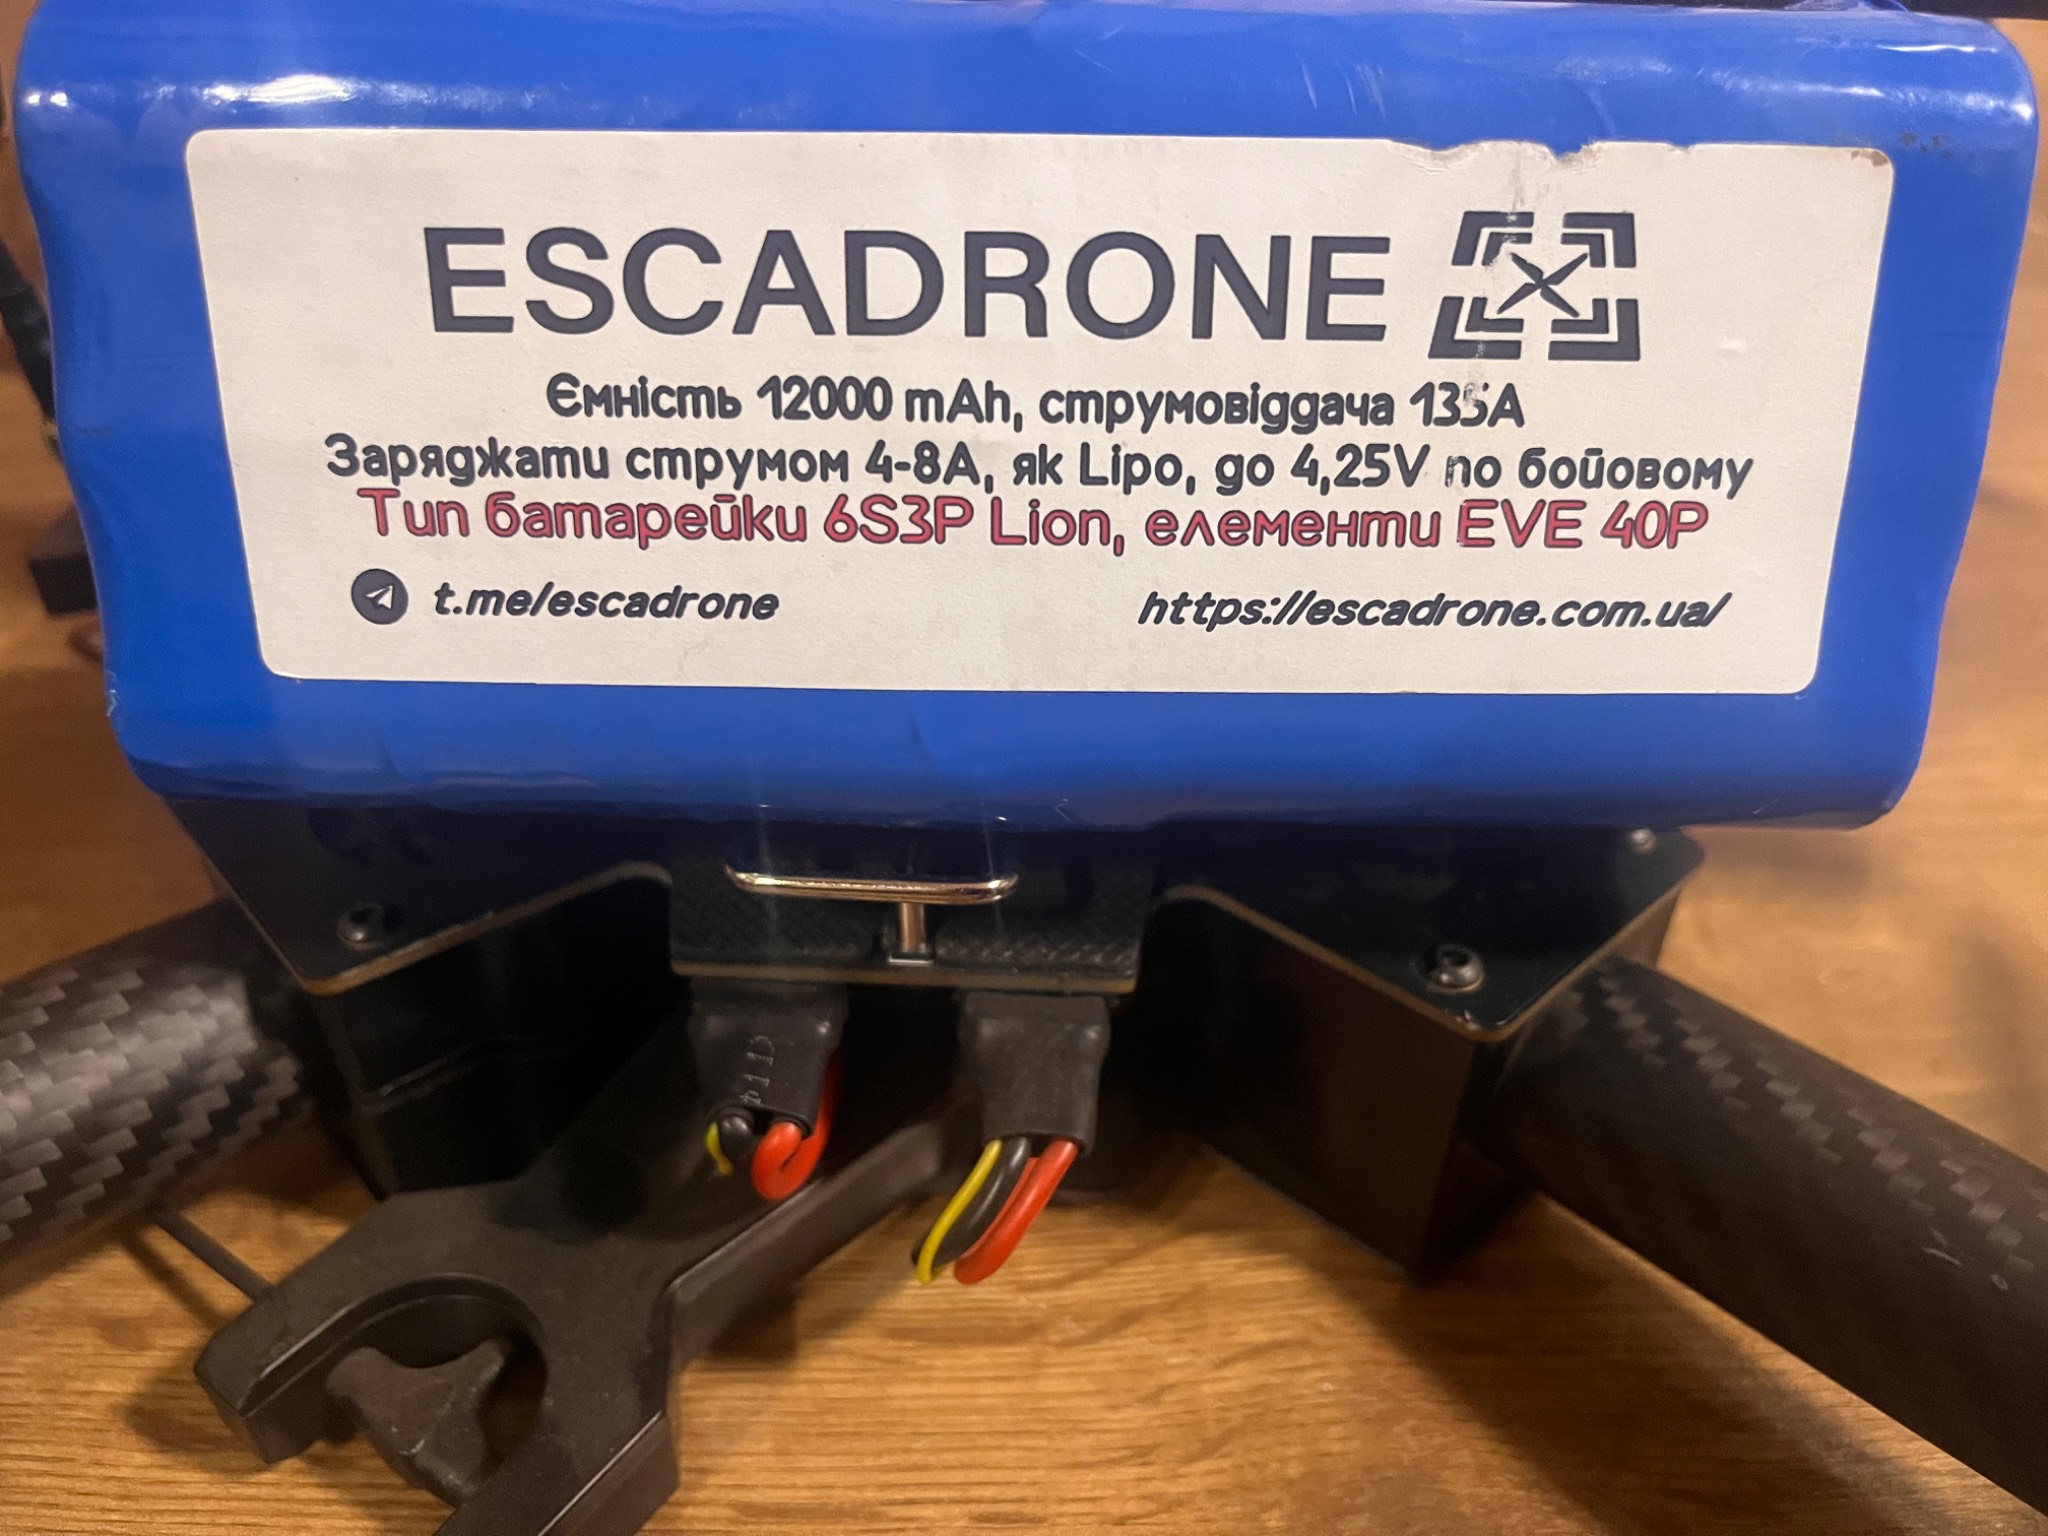 ESCADRONE
Ємність 12000 mAh, струмовіддача 135A
Заряджати струмом 4-8A, як Lipo, до 4,25V по бойовому
Тип батарейки 6S3P Lion, елементи EVE 40P
t.me/escadrone
https://escadrone.com.ua/